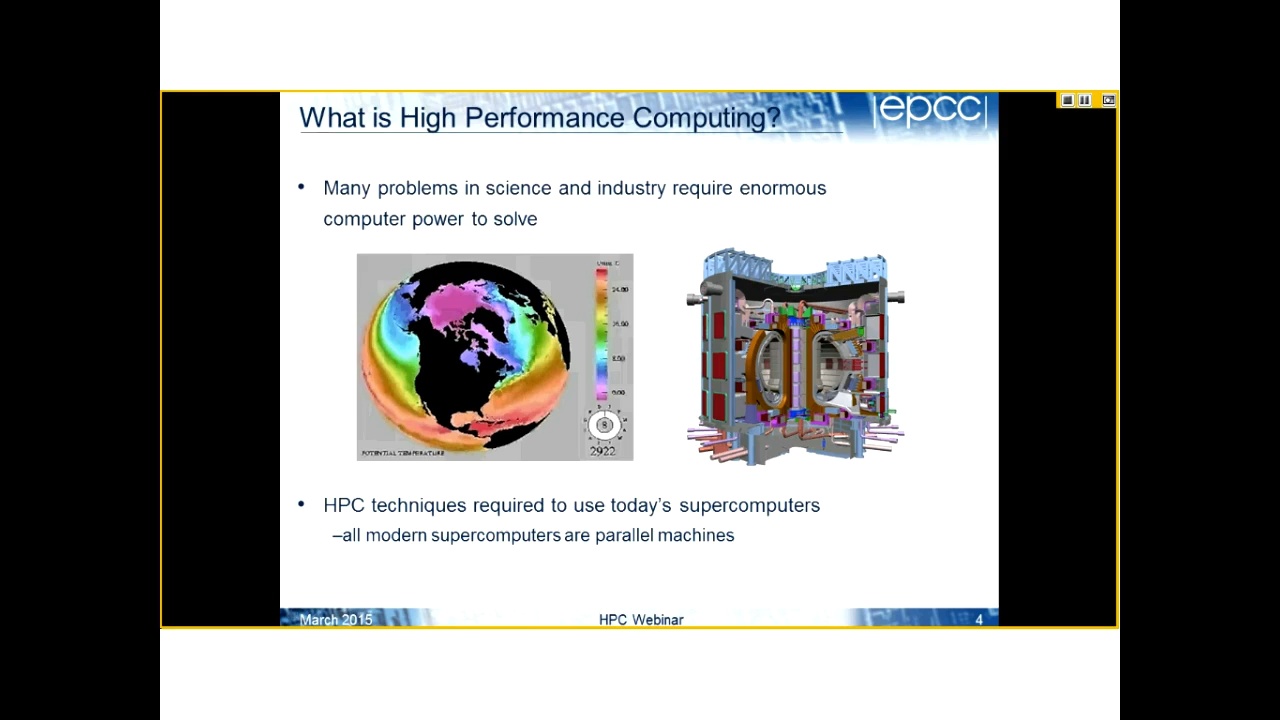 What is High Performance Computing?
|epcc|
• Many problems in science and industry require enormous
computer power to solve
POTENTIAL TEMPERATURE
8
2922
• HPC techniques required to use today's supercomputers
–all modern supercomputers are parallel machines
March 2015
HPC Webinar
4